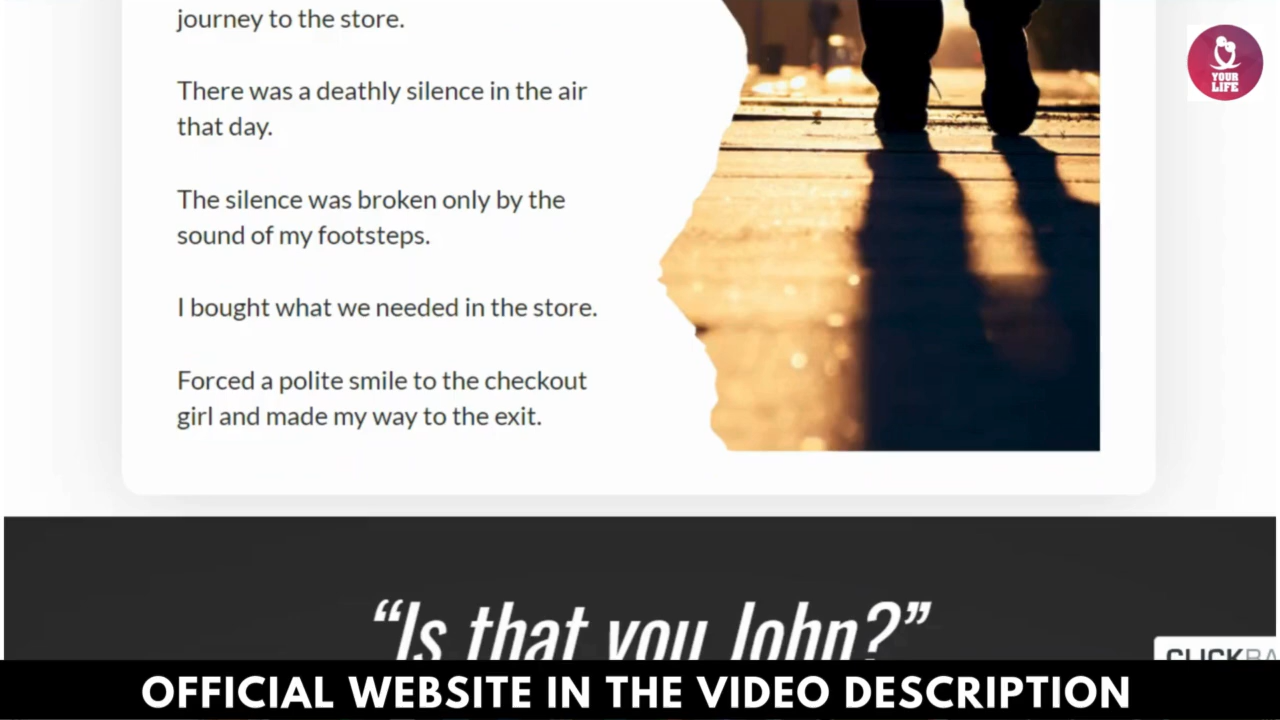 journey to the store.
There was a deathly silence in the air
that day.
The silence was broken only by the
sound of my footsteps.
I bought what we needed in the store.
Forced a polite smile to the checkout
girl and made my way to the exit.
YOUR
LIFE
“Is that you John?”
CLICKBA
OFFICIAL WEBSITE IN THE VIDEO DESCRIPTION